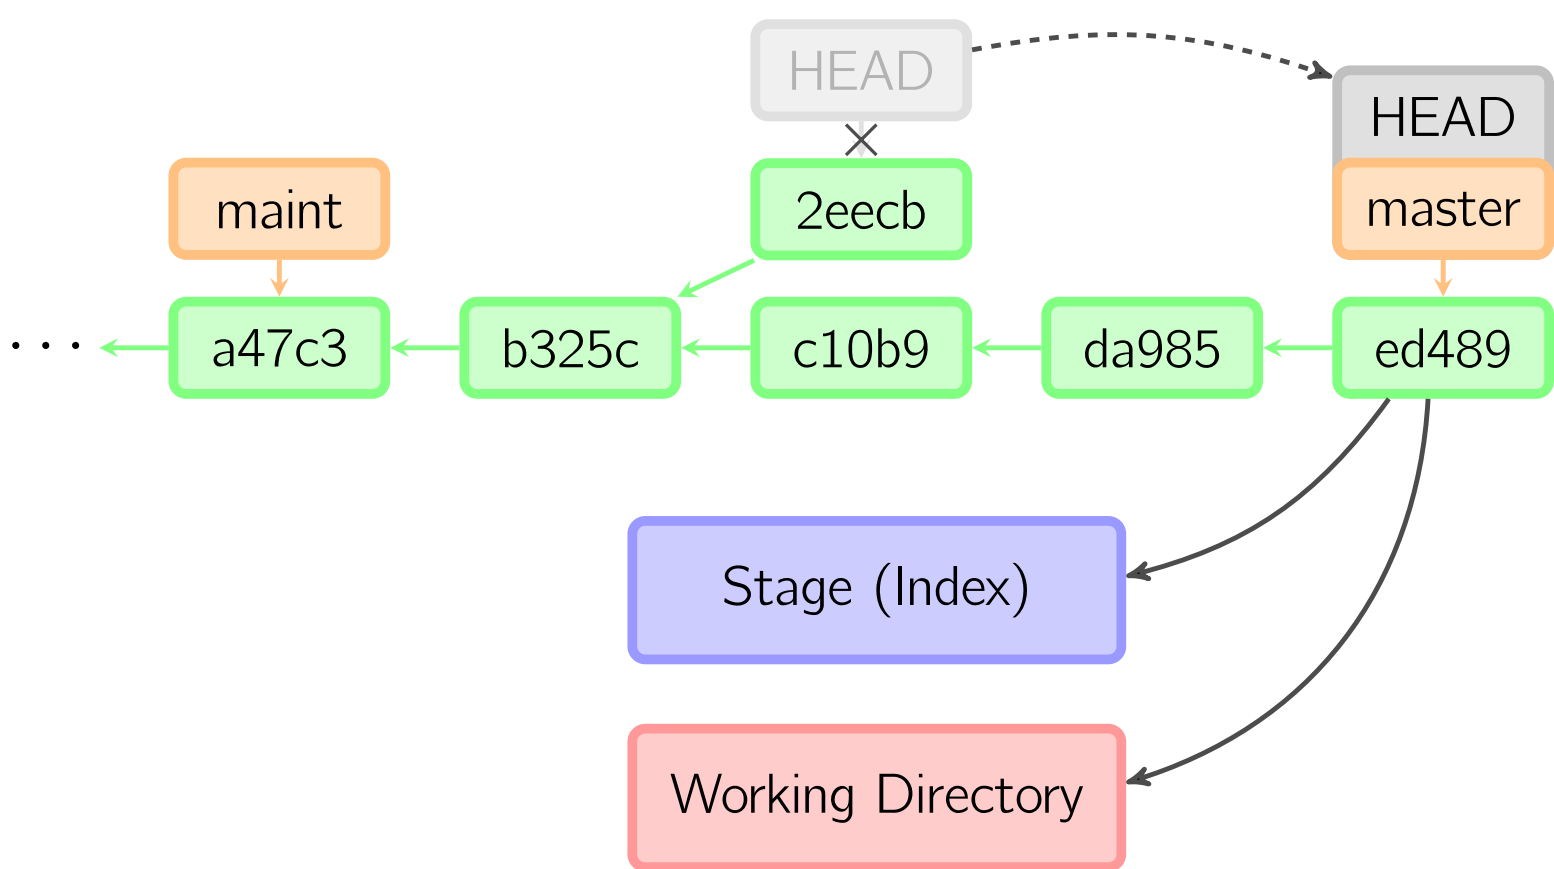 HEAD
HEAD
maint
2eecb
master
...
a47c3
b325c
c10b9
da985
ed489
Stage (Index)
Working Directory